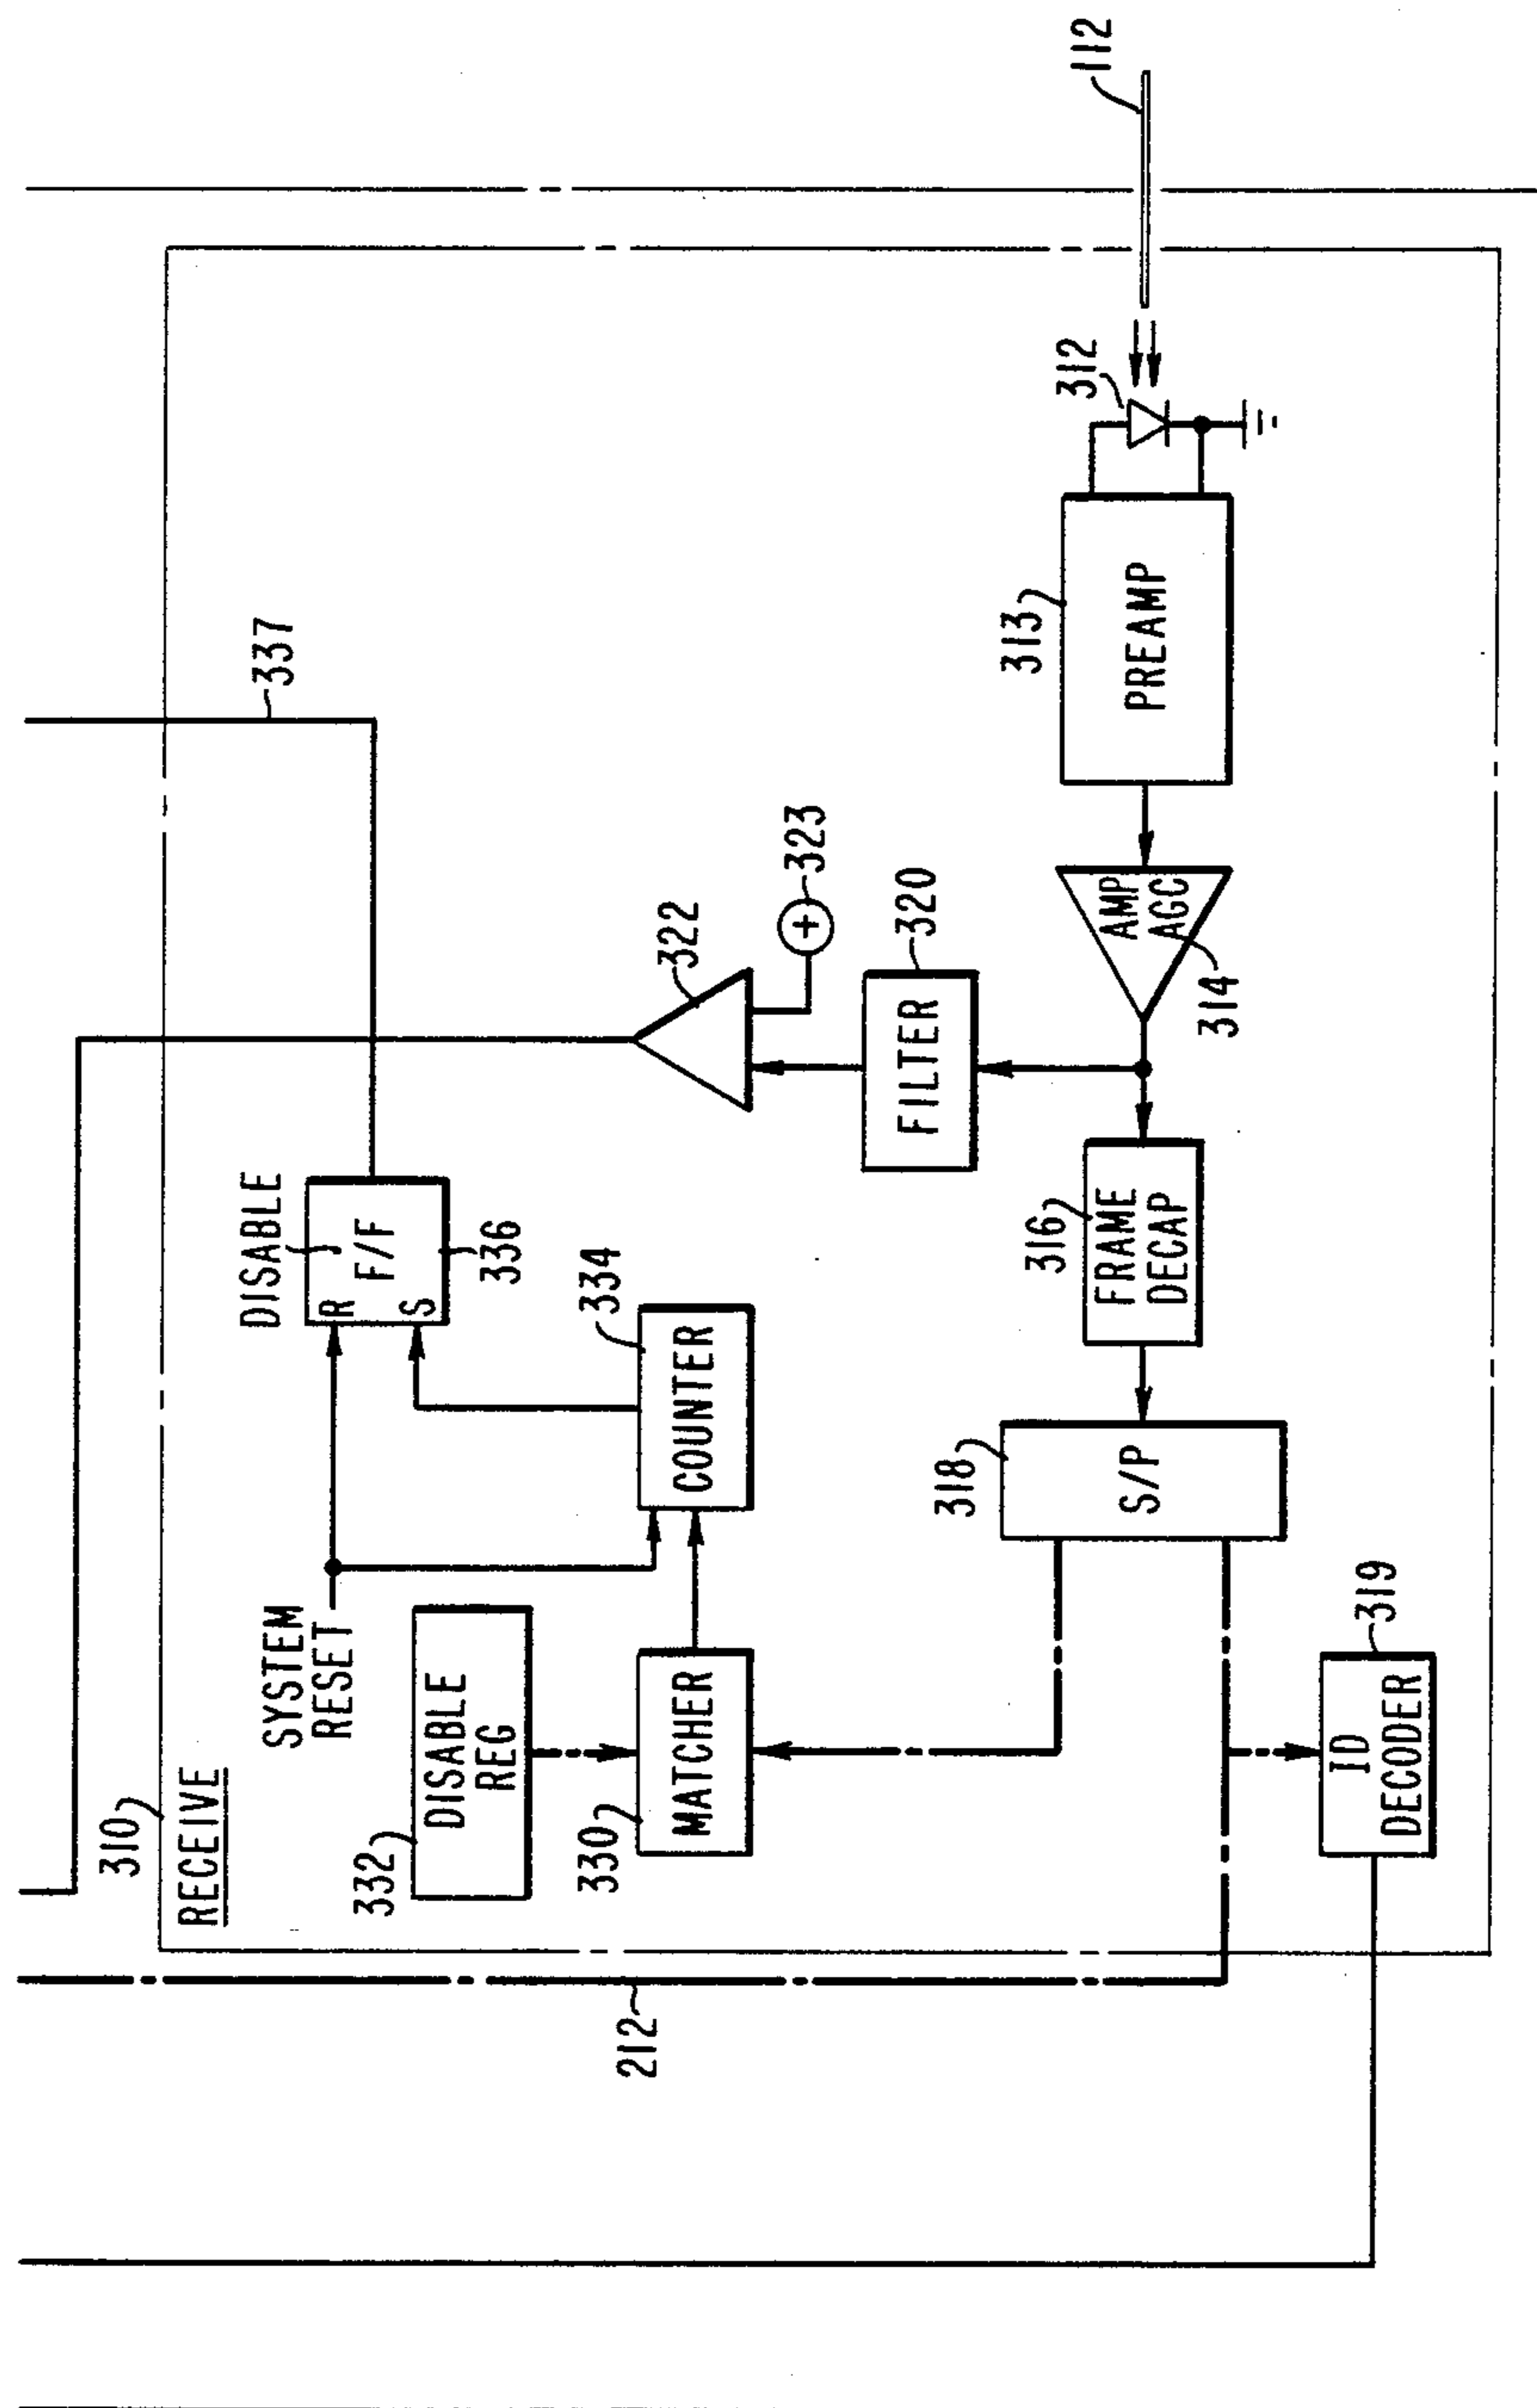 310
RECEIVE
SYSTEM
RESET
DISABLE
R
F/F
S
336
337
332
DISABLE
REG
330
MATCHER
334
COUNTER
212
322
+
323
FILTER
320
318
S/P
316
FRAME
DECAP
AMP
AGC
314
313
PREAMP
312
112
ID
DECODER
319